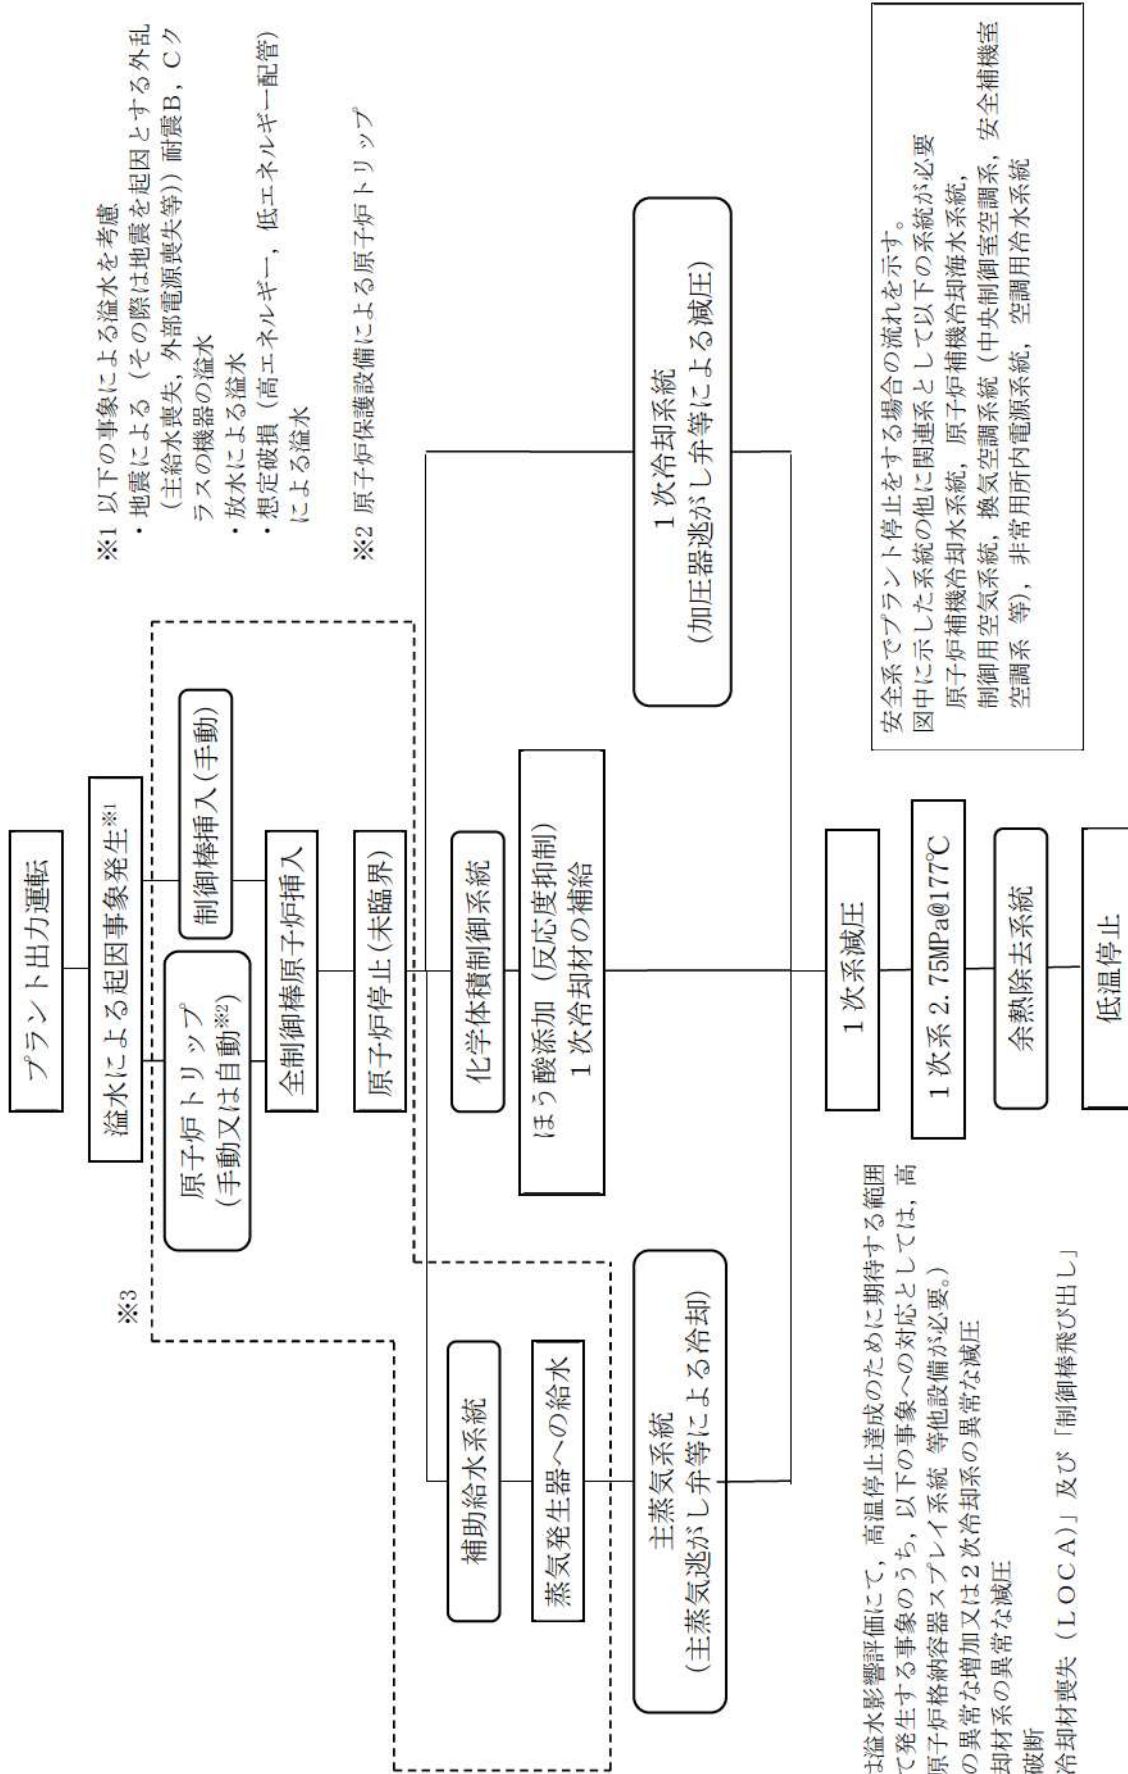 プラント出力運転
溢水による起因事象発生※1
※3
原子炉トリップ
(手動又は自動※2)
制御棒挿入(手動)
全制御棒原子炉挿入
原子炉停止(未臨界)
※1 以下の事象による溢水を考慮
・地震による（その際は地震を起因とする外乱
（主給水喪失，外部電源喪失等））耐震B，Cク
ラスの機器の溢水
・放水による溢水
・想定破損（高エネルギー，低エネルギー配管）
による溢水
※2 原子炉保護設備による原子炉トリップ
補助給水系統
蒸気発生器への給水
主蒸気系統
(主蒸気逃がし弁等による冷却)
化学体積制御系統
ほう酸添加（反応度抑制）
１次冷却材の補給
１次冷却系統
(加圧器逃がし弁等による減圧)
１次系減圧
１次系2.75MPa@177℃
余熱除去系統
低温停止
は溢水影響評価にて，高温停止達成のために期待する範囲
て発生する事象のうち，以下の事象への対応としては，高
原子炉格納容器スプレイ系統 等他設備が必要。）
の異常な増加又は２次冷却系の異常な減圧
却材系の異常な減圧
破断
冷却材喪失（ＬＯＣＡ）」及び「制御棒飛び出し」
安全系でプラント停止をする場合の流れを示す。
図中に示した系統の他に関連系として以下の系統が必要
原子炉補機冷却水系統，原子炉補機冷却海水系統，
制御用空気系統，換気空調系統（中央制御室空調系，安全補機室
空調系 等），非常用所内電源系統，空調用冷水系統